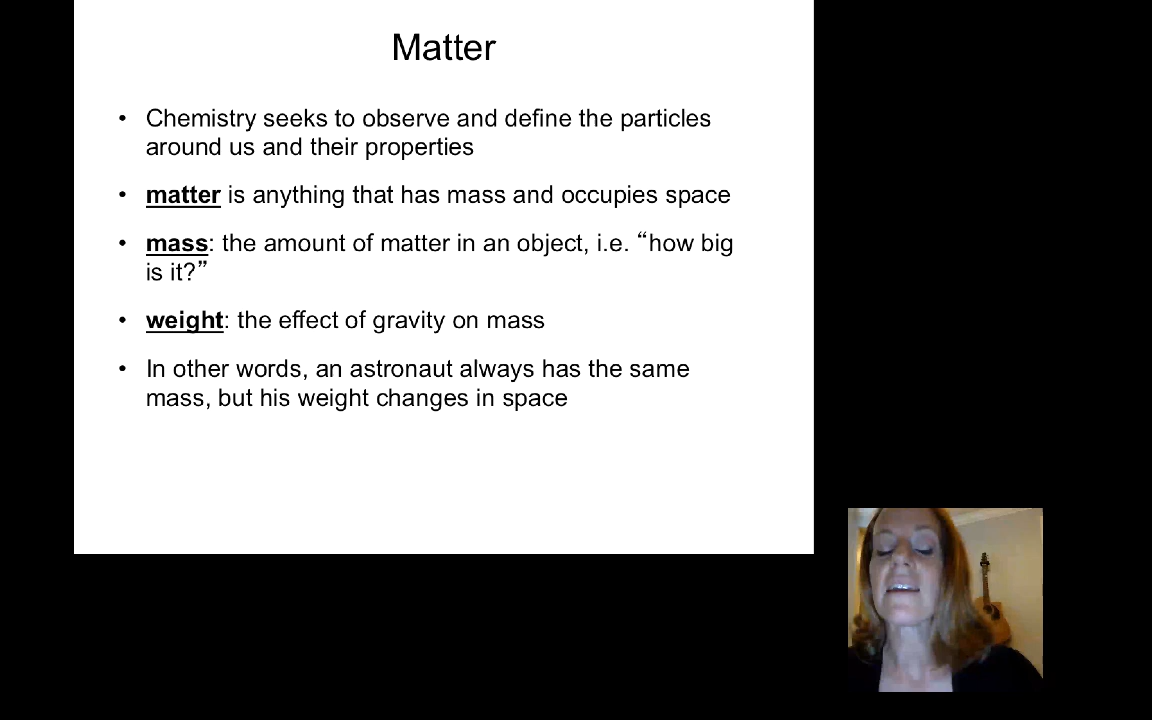 Matter
• Chemistry seeks to observe and define the particles
around us and their properties
• matter is anything that has mass and occupies space
• mass: the amount of matter in an object, i.e. “how big
is it?”
• weight: the effect of gravity on mass
• In other words, an astronaut always has the same
mass, but his weight changes in space